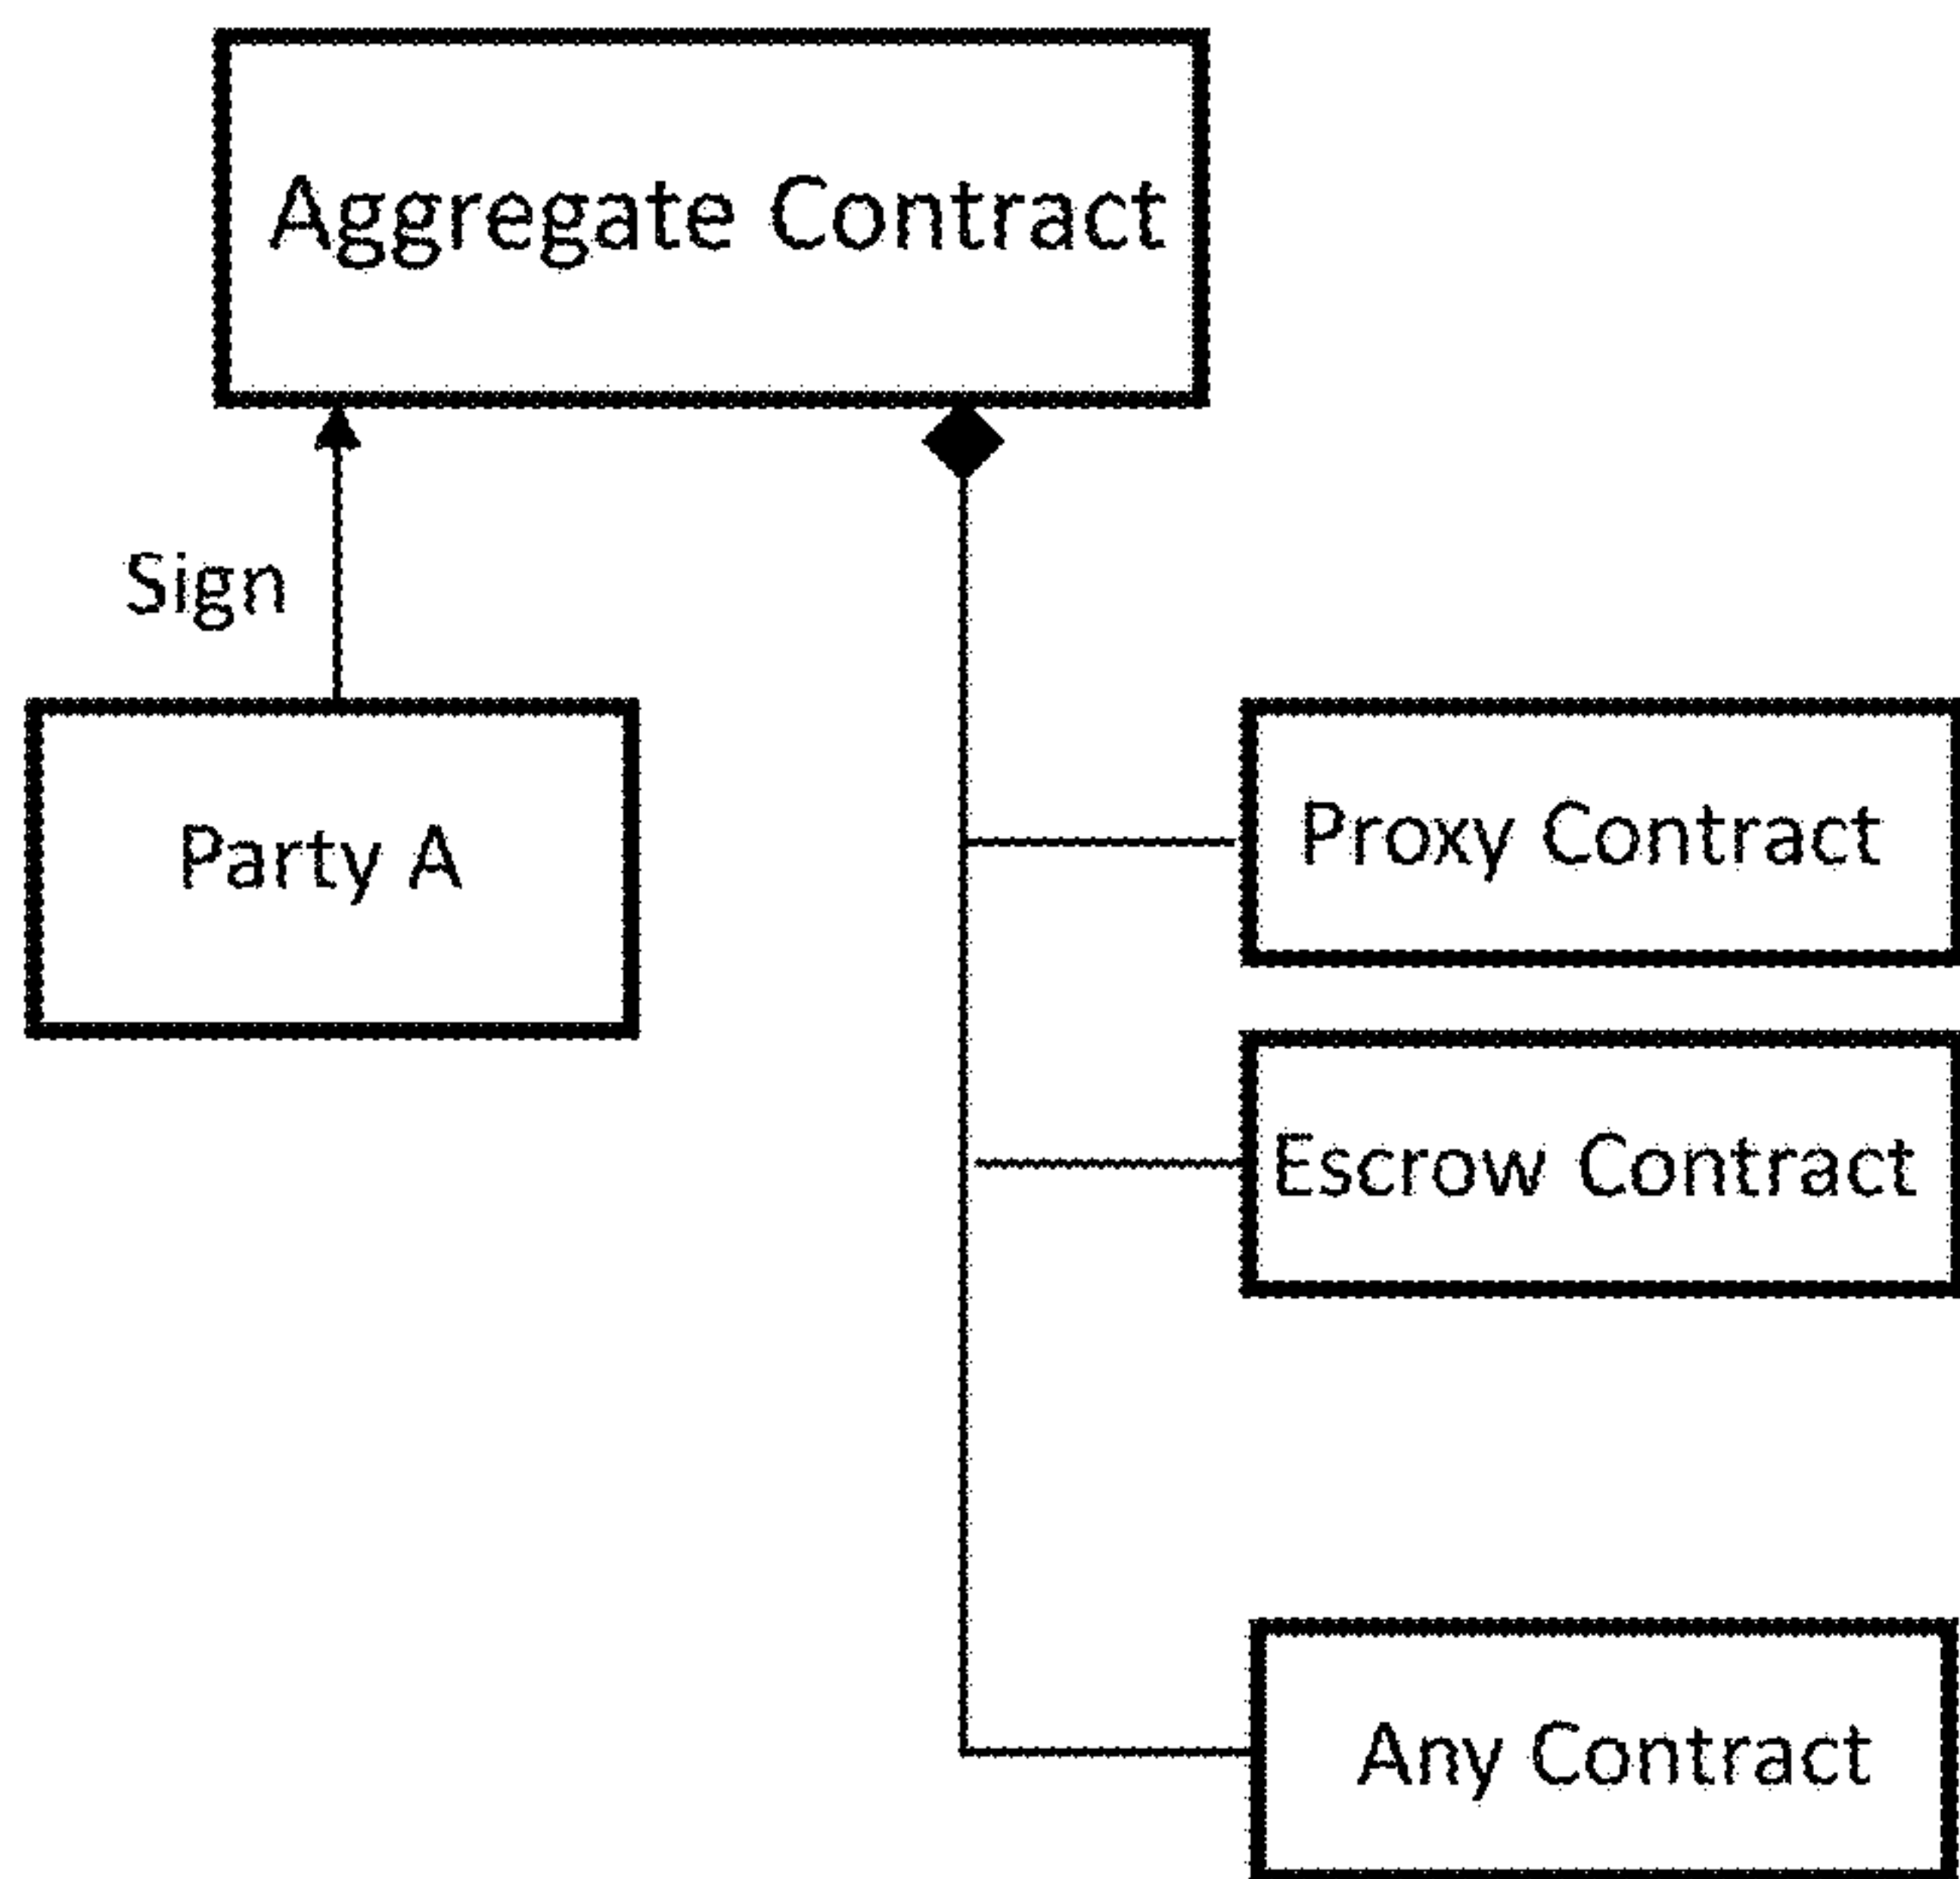 Aggregate Contract
Sign
Party A
Proxy Contract
Escrow Contract
Any Contract